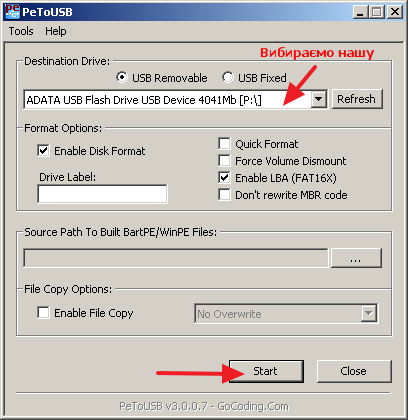 PeToUSB
Tools Help
Вибираємо нашу
Destination Drive:
USB Removable USB Fixed
ADATA USB Flash Drive USB Device 4041Mb [P:\] Refresh
Format Options:
Enable Disk Format
Drive Label:
Quick Format
Force Volume Dismount
Enable LBA (FAT16X)
Don't rewrite MBR code
Source Path To Built BartPE/WinPE Files:
...
File Copy Options:
Enable File Copy No Overwrite
Start Close
PeToUSB v3.0.0.7 - GoCoding.Com